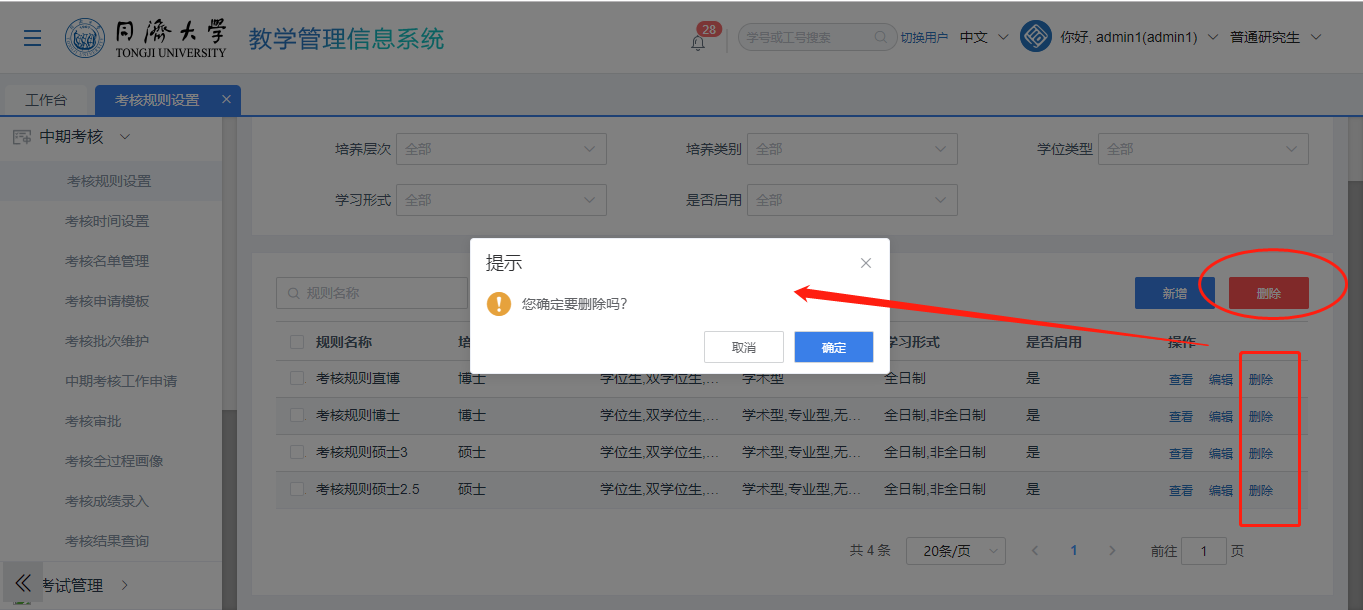 同濟大學
TONGJI UNIVERSITY
教学管理信息系统
28
学号或工号搜索
切换用户
中文
你好, admin1(admin1)
普通研究生
工作台
考核规则设置
中期考核
考核规则设置
考核时间设置
考核名单管理
考核申请模板
考核批次维护
中期考核工作申请
考核审批
考核全过程画像
考核成绩录入
考核结果查询
考试管理
培养层次 全部
培养类别 全部
学位类型 全部
学习形式 全部
是否启用 全部
规则名称
新增
删除
提示
您确定要删除吗?
取消
确定
规则名称 培 学习形式 是否启用 操作
考核规则直博 博士 学位生,双学位生,... 学术型 全日制 是 查看 编辑 删除
考核规则博士 博士 学位生,双学位生,... 学术型,专业型,无... 全日制,非全日制 是 查看 编辑 删除
考核规则硕士3 硕士 学位生,双学位生,... 学术型,专业型,无... 全日制,非全日制 是 查看 编辑 删除
考核规则硕士2.5 硕士 学位生,双学位生,... 学术型,专业型,无... 全日制,非全日制 是 查看 编辑 删除
共 4 条 20条/页 1 前往 1 页